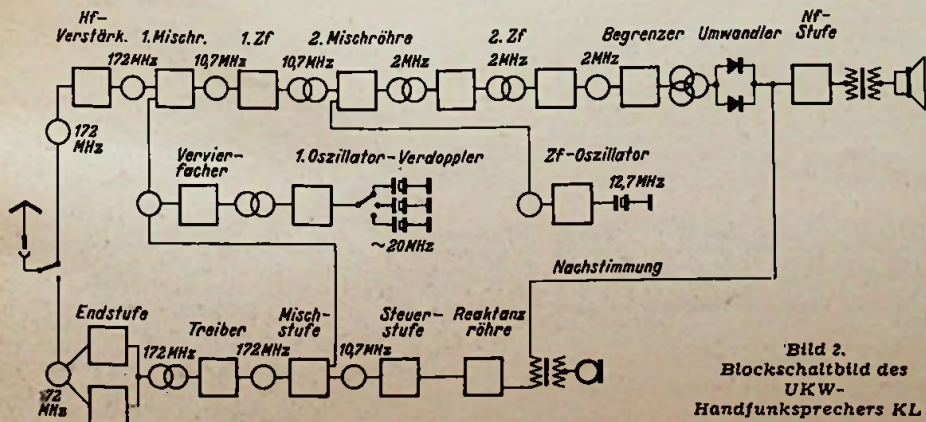 Hf-
Verstärk.
1. Mischr.
1. Zf
2. Mischröhre
2. Zf
Begrenzer
Umwandler
Nf-
Stufe
172 MHz
10,7 MHz
10,7 MHz
2 MHz
2 MHz
2 MHz
172
MHz
Vervier-
facher
1. Oszillator-Verdoppler
Zf-Oszillator
12,7 MHz
~20 MHz
Nachstimmung
Endstufe
Treiber
Misch-
stufe
Steuer-
stufe
Reaktanz
röhre
172 MHz
172 MHz
10,7 MHz
172
MHz
Bild 2.
Blockschaltbild des
UKW-
Handfunksprechers KL